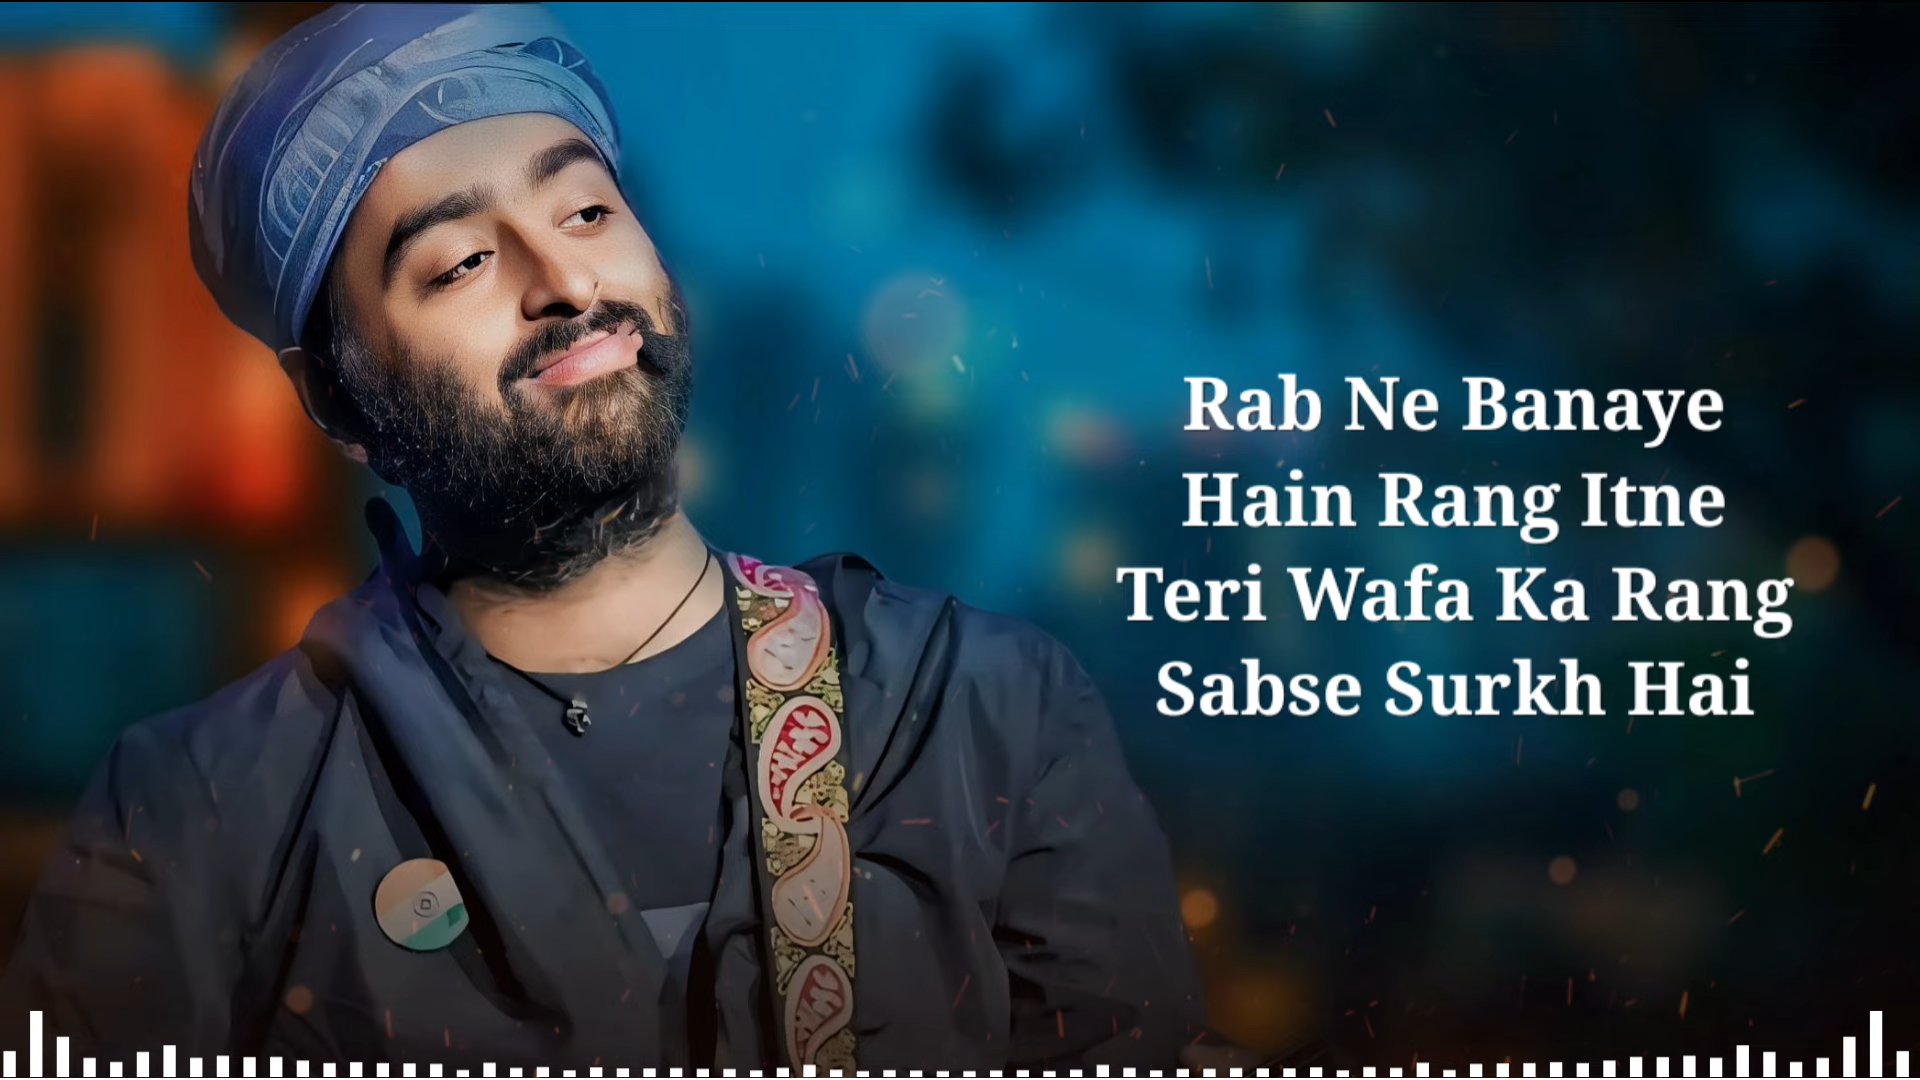 Rab Ne Banaye
Hain Rang Itne
Teri Wafa Ka Rang
Sabse Surkh Hai